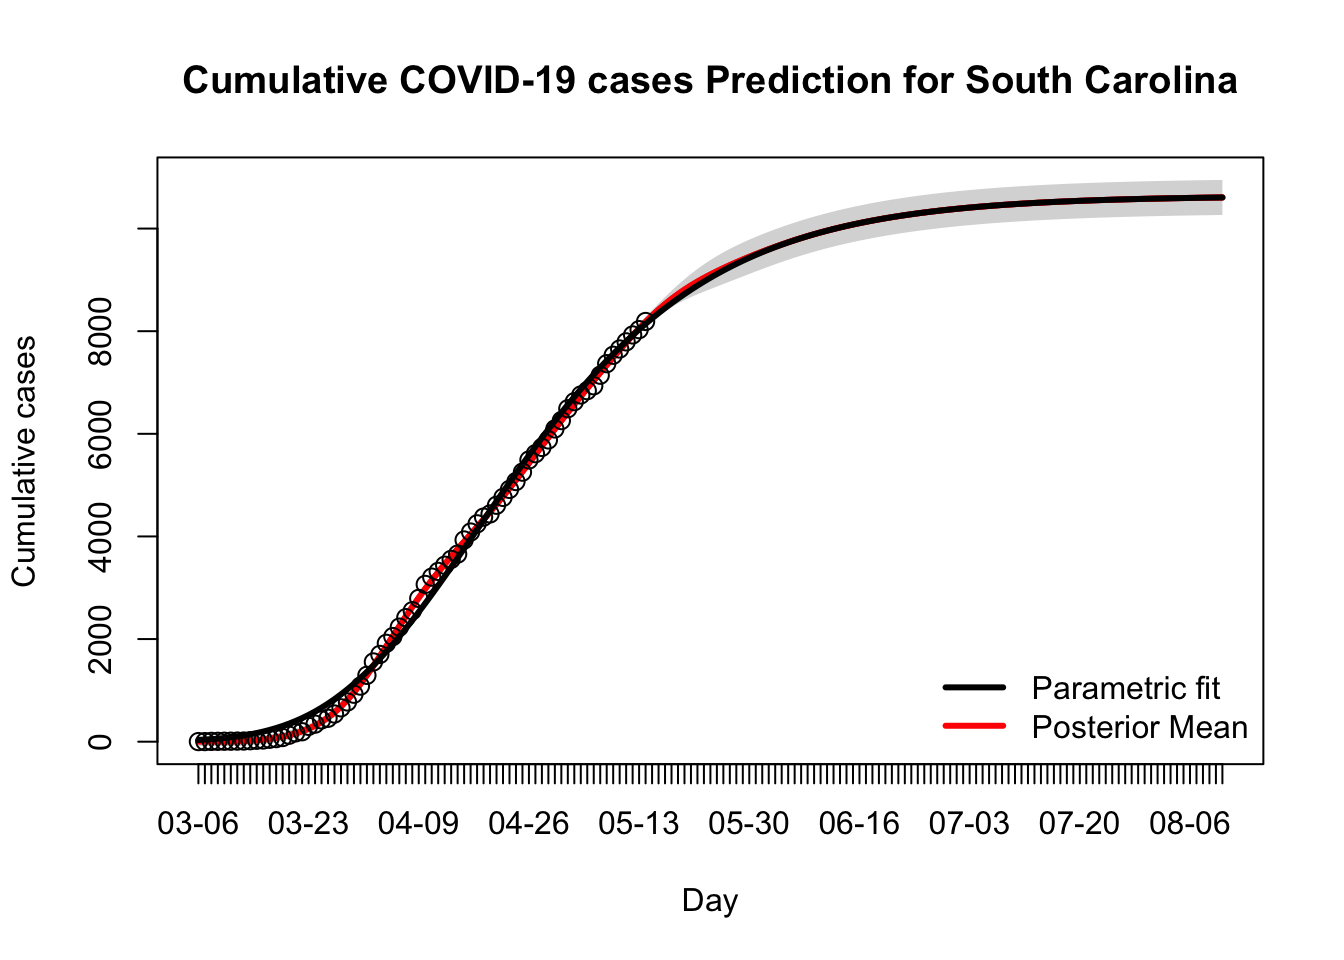 Cumulative COVID-19 cases Prediction for South Carolina
Cumulative cases
8000
6000
4000
2000
0
Parametric fit
Posterior Mean
03-06 03-23 04-09 04-26 05-13 05-30 06-16 07-03 07-20 08-06
Day